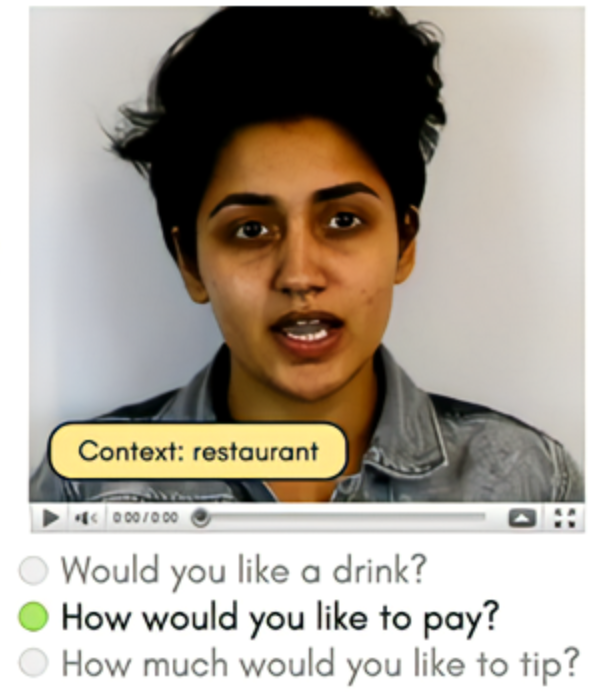 Context: restaurant
0:00 / 0:00
Would you like a drink?
How would you like to pay?
How much would you like to tip?